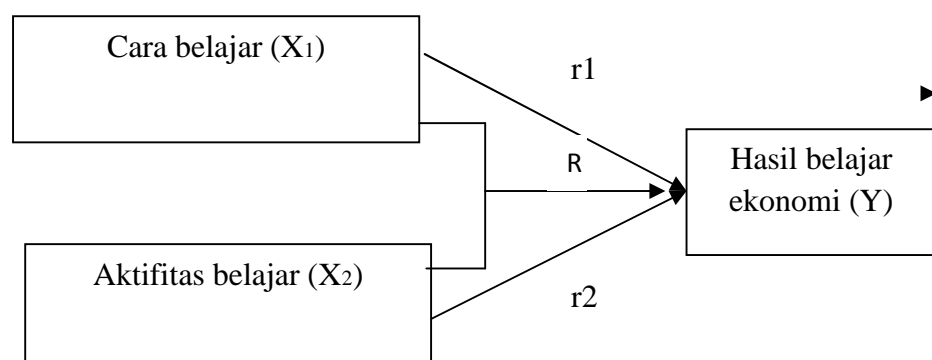 Cara belajar (X1)
r1
R
Hasil belajar
ekonomi (Y)
Aktifitas belajar (X2)
r2